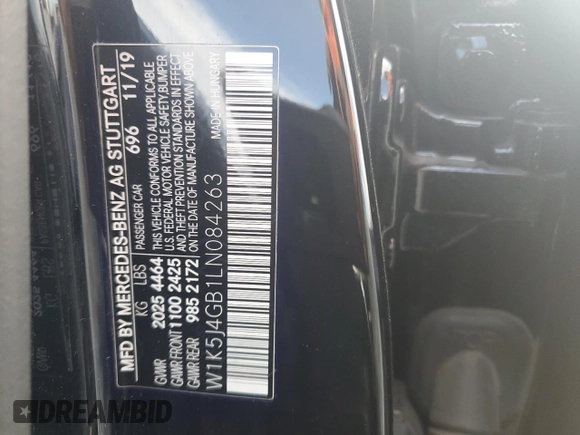 MFD BY MERCEDES-BENZ AG STUTTGART
PASSENGER CAR 696 11/19
KG LBS
GVWR 2025 4464
GAWR FRONT 1100 2425
GAWR REAR 985 2172
THIS VEHICLE CONFORMS TO ALL APPLICABLE
U.S. FEDERAL MOTOR VEHICLE SAFETY, BUMPER
AND THEFT PREVENTION STANDARDS IN EFFECT
ON THE DATE OF MANUFACTURE SHOWN ABOVE
W1K5J4GB1LN084263
MADE IN HUNGARY
DREAMBID